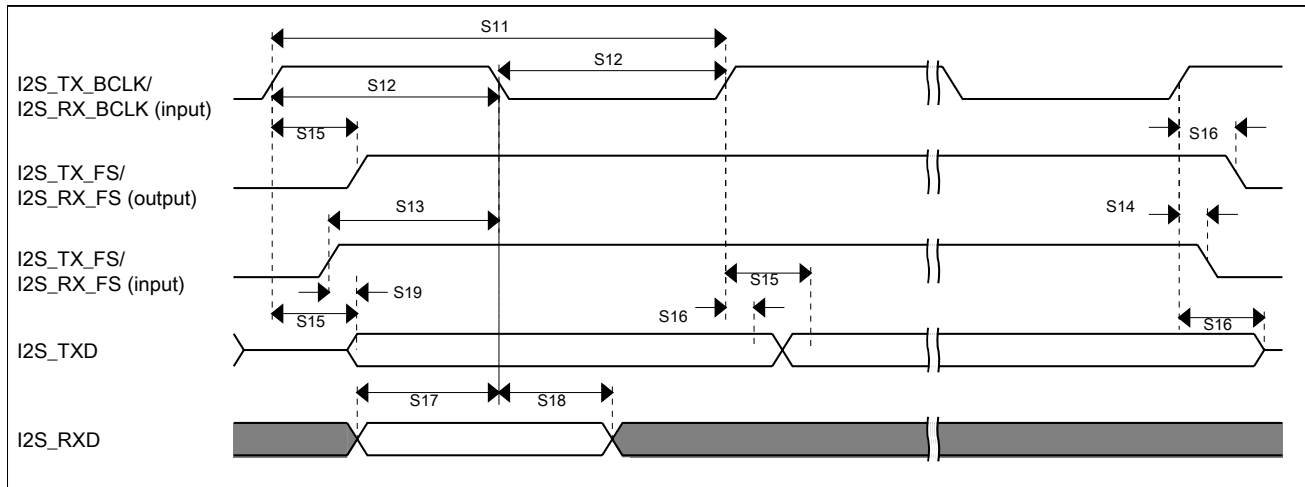 S11
I2S_TX_BCLK/
I2S_RX_BCLK (input)
S12
S12
S15
S16
I2S_TX_FS/
I2S_RX_FS (output)
S13
S14
I2S_TX_FS/
I2S_RX_FS (input)
S15
S19
S15
S16
S16
I2S_TXD
S17
S18
I2S_RXD